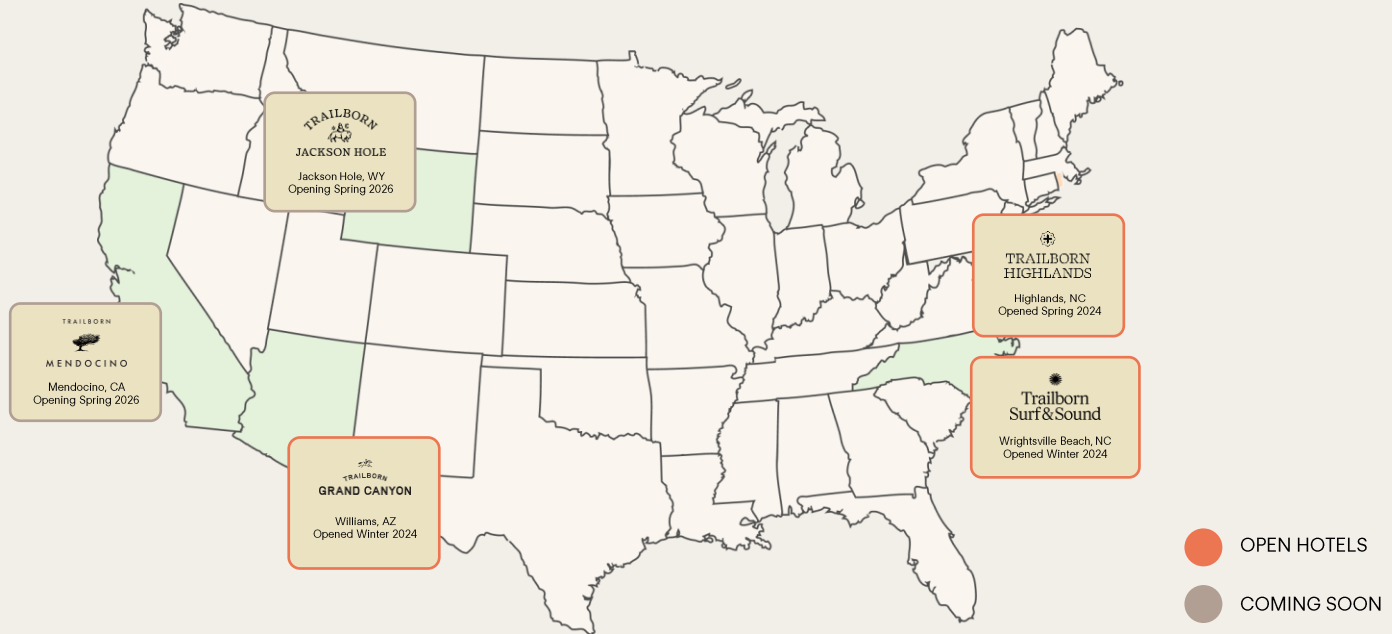 TRAILBORN
JACKSON HOLE
Jackson Hole, WY
Opening Spring 2026
TRAILBORN
HIGHLANDS
Highlands, NC
Opened Spring 2024
TRAILBORN
MENDOCINO
Mendocino, CA
Opening Spring 2026
Trailborn
Surf&Sound
Wrightsville Beach, NC
Opened Winter 2024
TRAILBORN
GRAND CANYON
Williams, AZ
Opened Winter 2024
OPEN HOTELS
COMING SOON